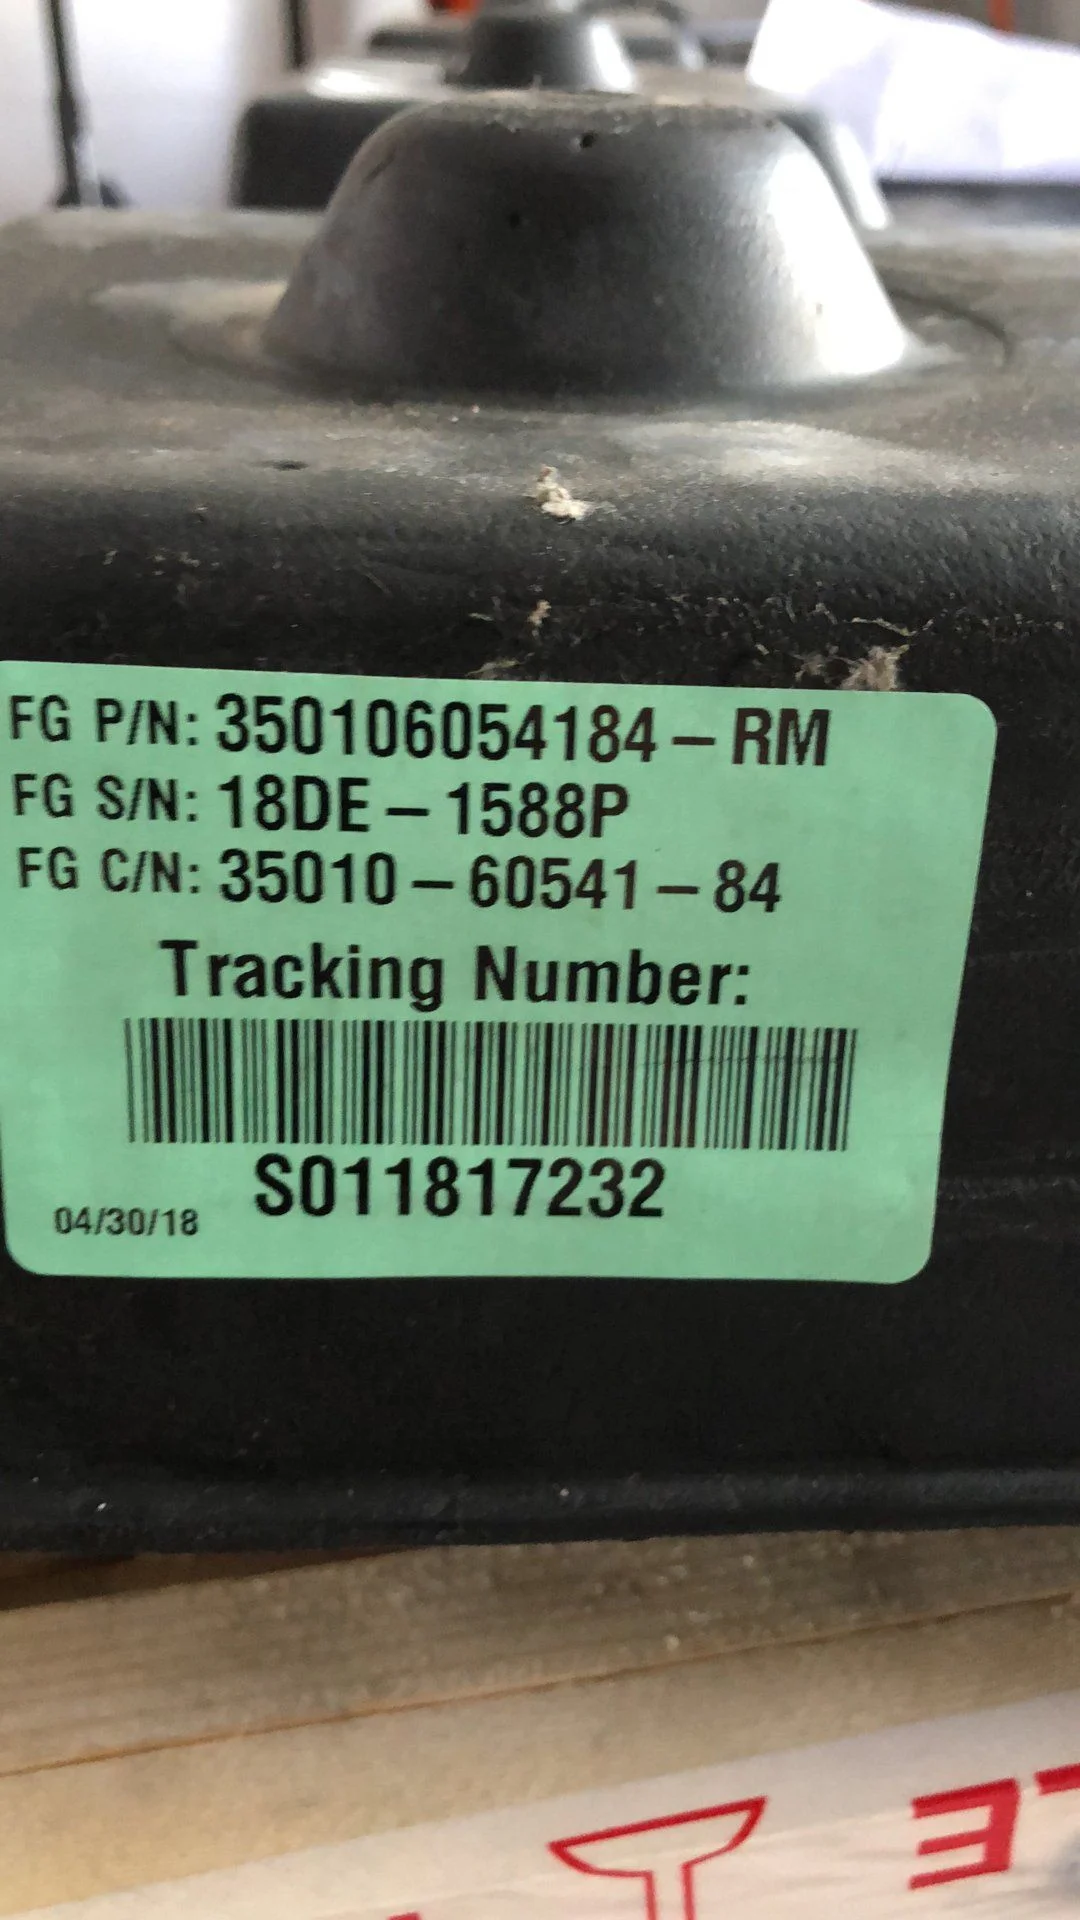 FG P/N: 350106054184-RM
FG S/N: 18DE-1588P
FG C/N: 35010-60541-84
Tracking Number:
S011817232
04/30/18